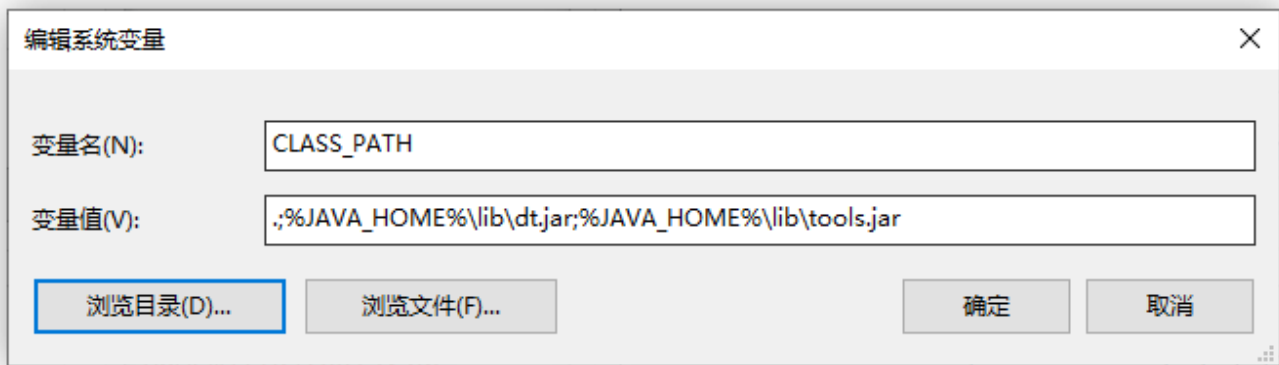 编辑系统变量
变量名(N): CLASS_PATH
变量值(V): .;%JAVA_HOME%\lib\dt.jar;%JAVA_HOME%\lib\tools.jar
浏览目录(D)... 浏览文件(F)... 确定 取消